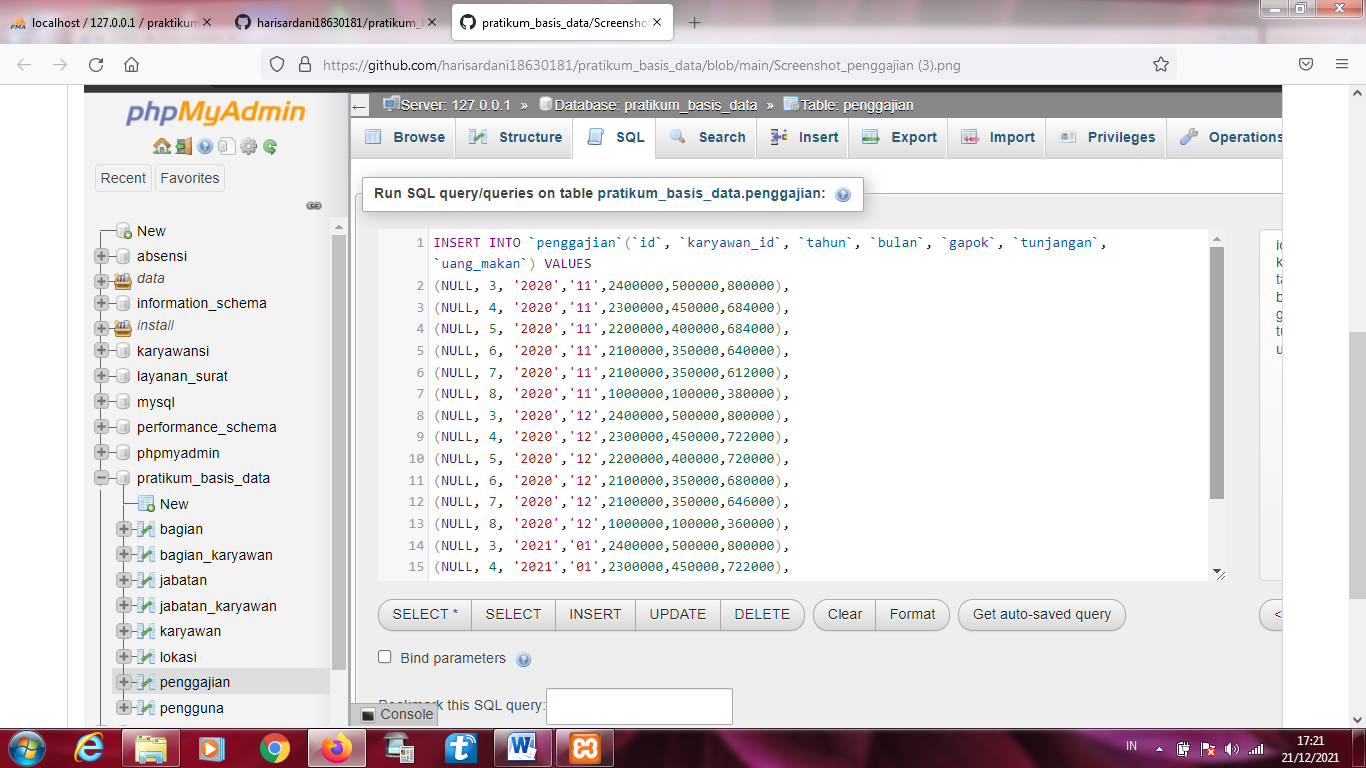 localhost / 127.0.0.1 / praktikum
harisardani18630181/pratikum_b
pratikum_basis_data/Screenshot
https://github.com/harisardani18630181/pratikum_basis_data/blob/main/Screenshot_penggajian (3).png
phpMyAdmin
Recent
Favorites
New
absensi
data
information_schema
install
karyawansi
layanan_surat
mysql
performance_schema
phpmyadmin
pratikum_basis_data
New
bagian
bagian_karyawan
jabatan
jabatan_karyawan
karyawan
lokasi
penggajian
pengguna
Server: 127.0.0.1 » Database: pratikum_basis_data » Table: penggajian
Browse Structure SQL Search Insert Export Import Privileges Operations
Run SQL query/queries on table pratikum_basis_data.penggajian:
1 INSERT INTO `penggajian`(`id`, `karyawan_id`, `tahun`, `bulan`, `gapok`, `tunjangan`,
`uang_makan`) VALUES
2 (NULL, 3, '2020','11',2400000,500000,800000),
3 (NULL, 4, '2020','11',2300000,450000,684000),
4 (NULL, 5, '2020','11',2200000,400000,684000),
5 (NULL, 6, '2020','11',2100000,350000,640000),
6 (NULL, 7, '2020','11',2100000,350000,612000),
7 (NULL, 8, '2020','11',1000000,100000,380000),
8 (NULL, 3, '2020','12',2400000,500000,800000),
9 (NULL, 4, '2020','12',2300000,450000,722000),
10 (NULL, 5, '2020','12',2200000,400000,720000),
11 (NULL, 6, '2020','12',2100000,350000,680000),
12 (NULL, 7, '2020','12',2100000,350000,646000),
13 (NULL, 8, '2020','12',1000000,100000,360000),
14 (NULL, 3, '2021','01',2400000,500000,800000),
15 (NULL, 4, '2021','01',2300000,450000,722000),
SELECT * SELECT INSERT UPDATE DELETE Clear Format Get auto-saved query <
Bind parameters
Bookmark this SQL query:
Console
IN
17:21
21/12/2021